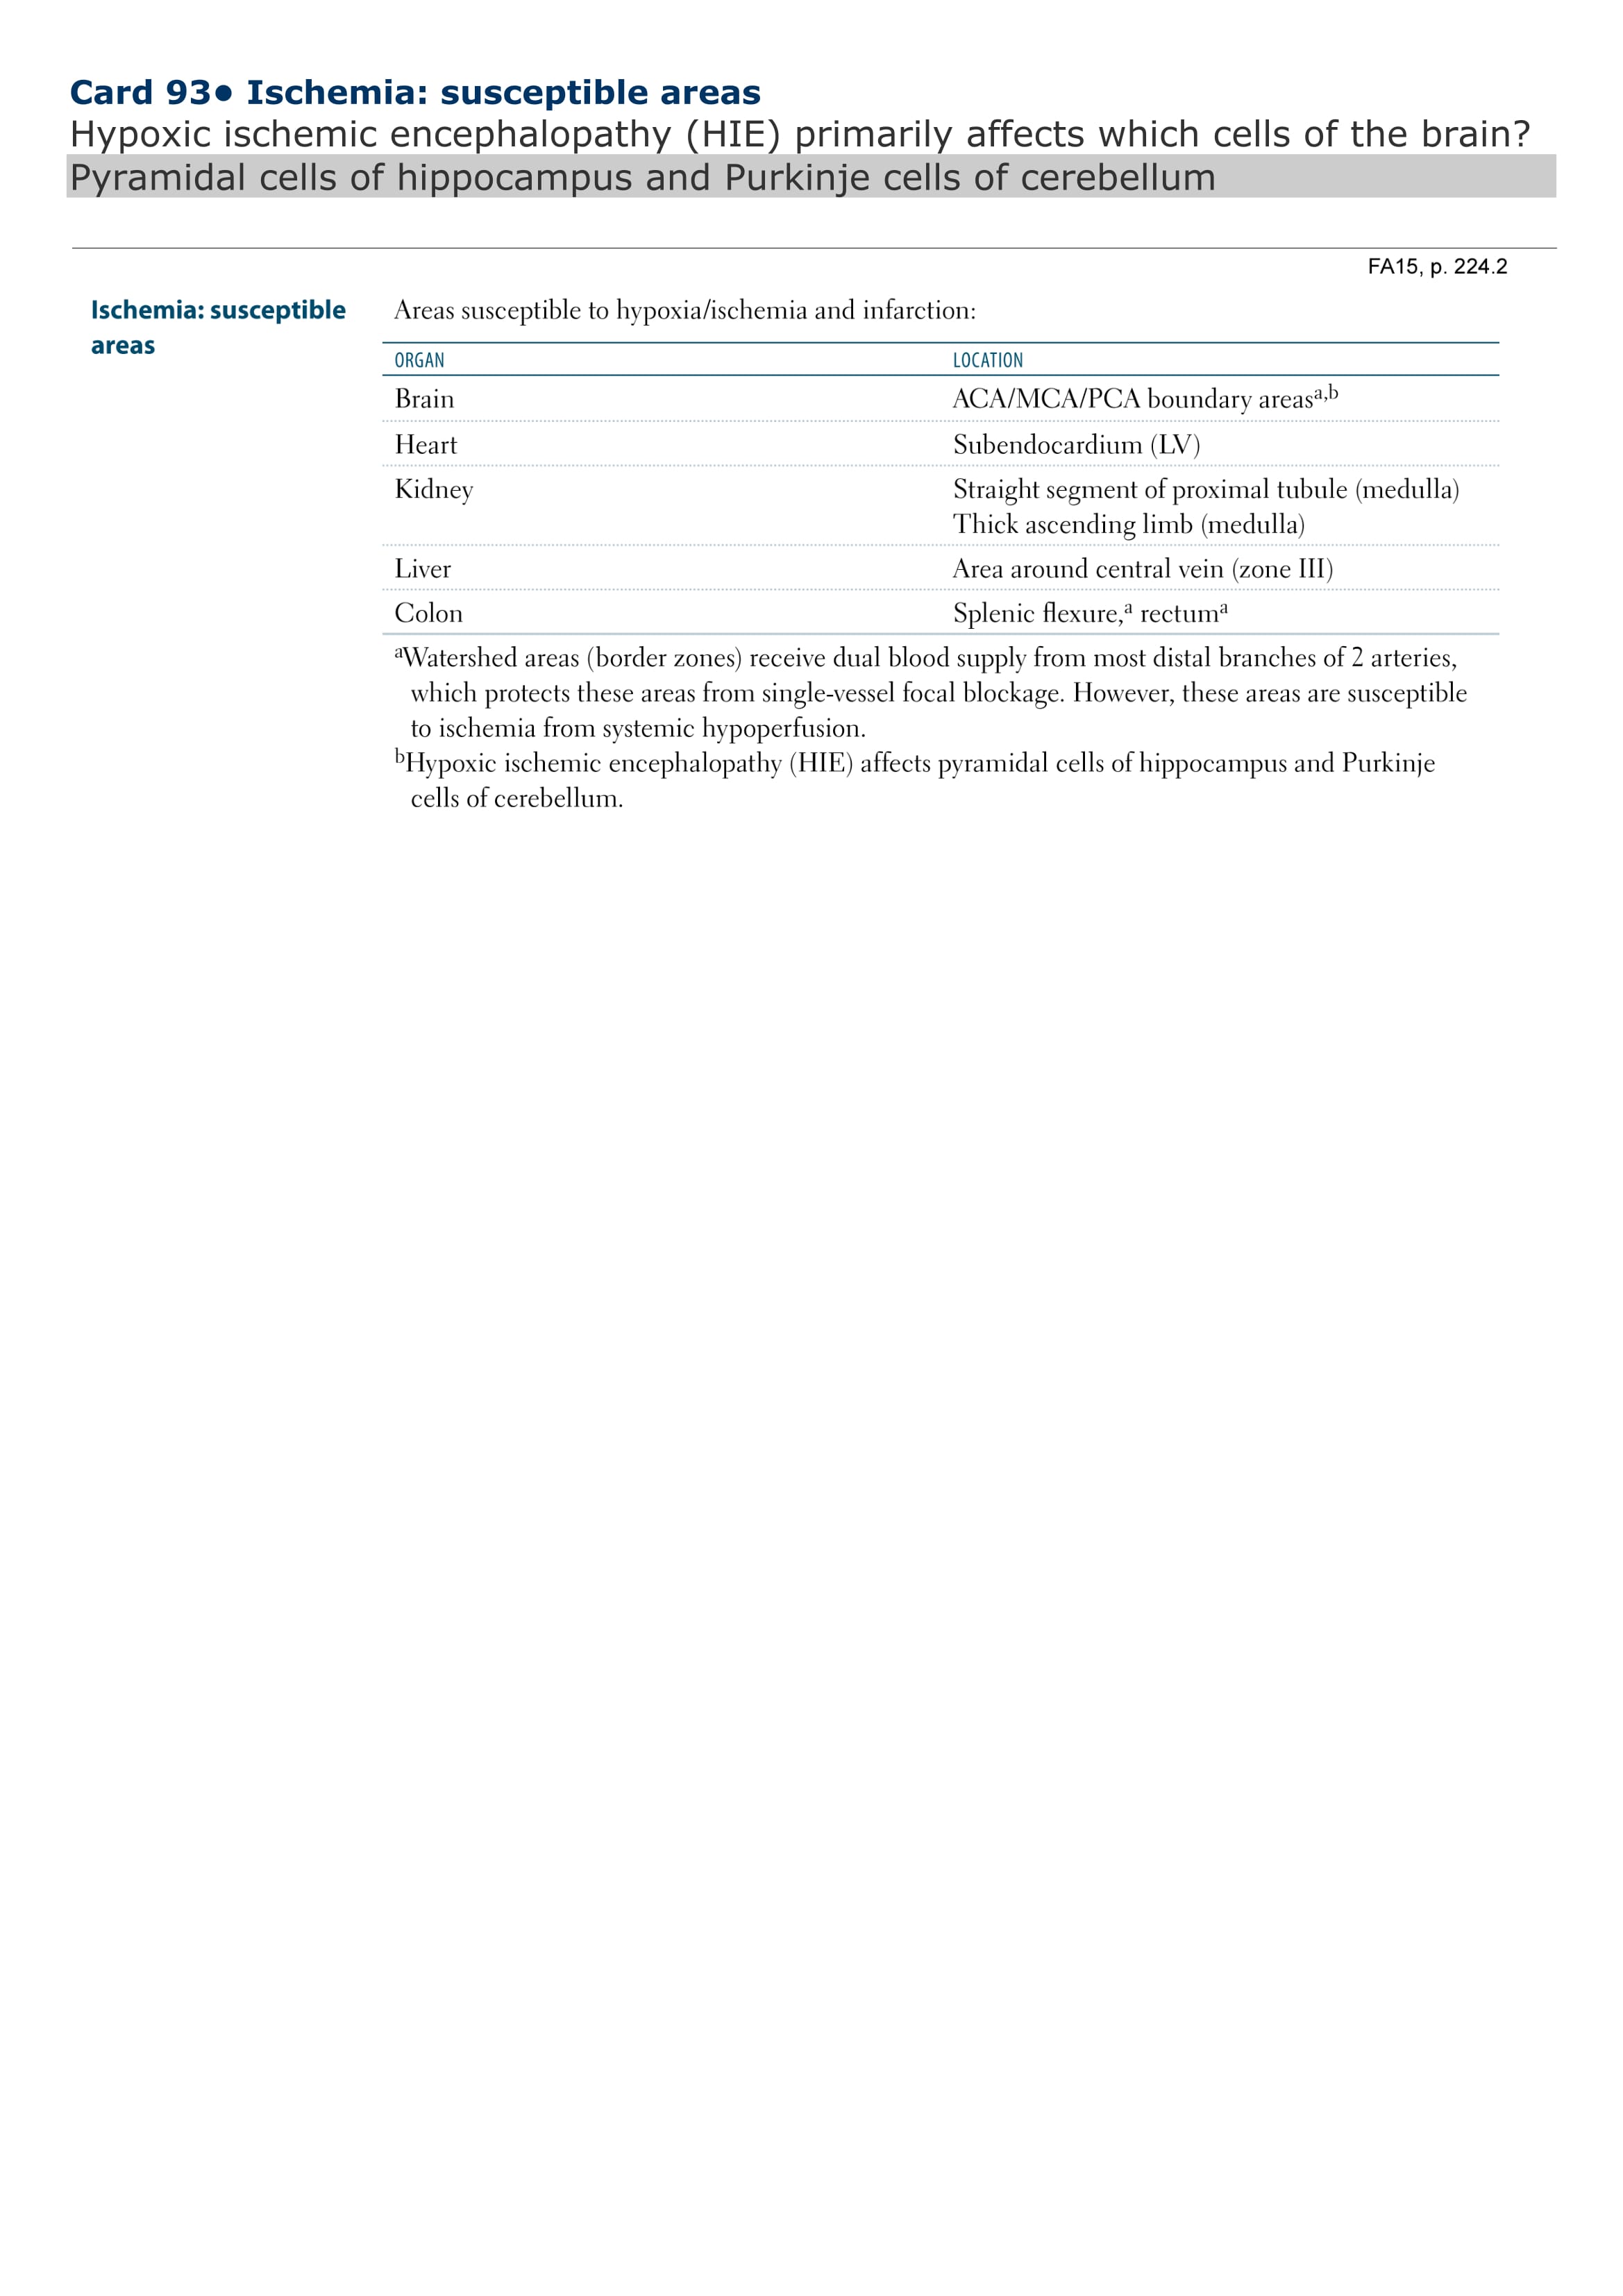 Card 93● Ischemia: susceptible areas
Hypoxic ischemic encephalopathy (HIE) primarily affects which cells of the brain?
Pyramidal cells of hippocampus and Purkinje cells of cerebellum
FA15, p. 224.2
Ischemia: susceptible
areas
Areas susceptible to hypoxia/ischemia and infarction:
ORGAN LOCATION
Brain ACA/MCA/PCA boundary areasᵃ,ᵇ
Heart Subendocardium (LV)
Kidney Straight segment of proximal tubule (medulla)
Thick ascending limb (medulla)
Liver Area around central vein (zone III)
Colon Splenic flexure,ᵃ rectumᵃ
ᵃWatershed areas (border zones) receive dual blood supply from most distal branches of 2 arteries,
which protects these areas from single-vessel focal blockage. However, these areas are susceptible
to ischemia from systemic hypoperfusion.
ᵇHypoxic ischemic encephalopathy (HIE) affects pyramidal cells of hippocampus and Purkinje
cells of cerebellum.